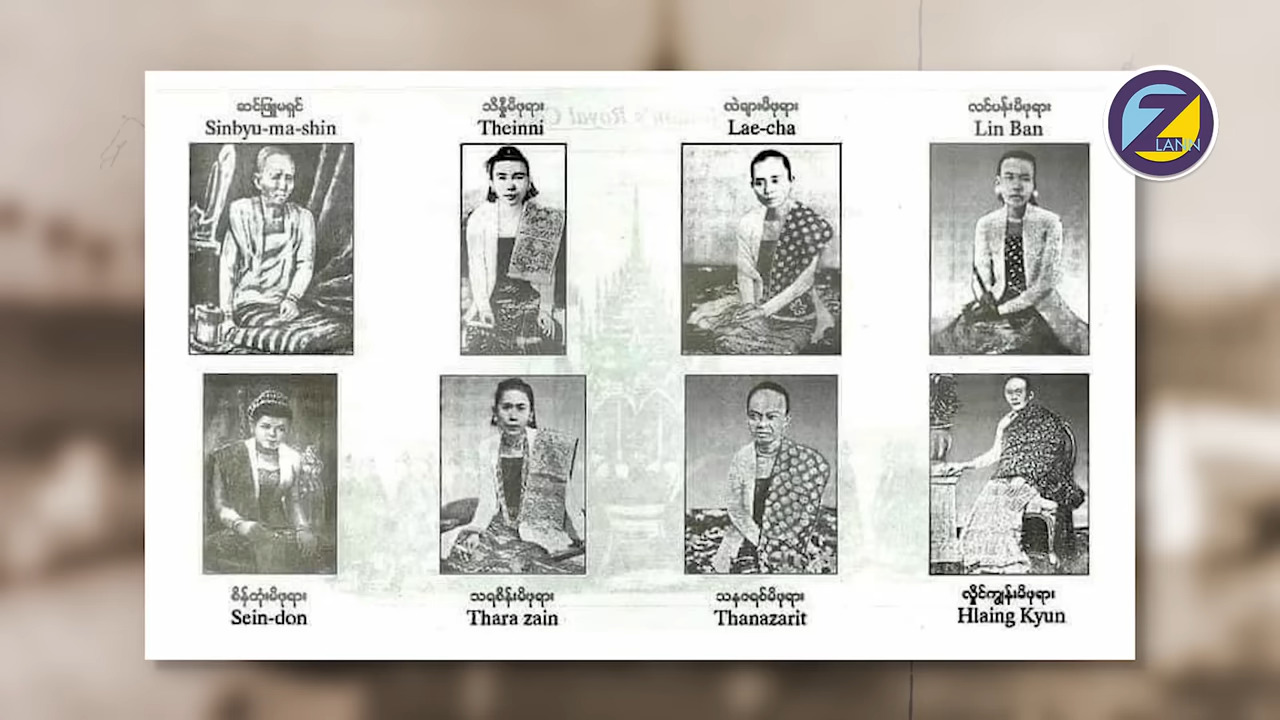 ဆင်ဖြူမရှင်
Sinbyu-ma-shin
သိန္နီမိဖုရား
Theinni
လဲချားမိဖုရား
Lae-cha
လင်ပန်းမိဖုရား
Lin Ban
Z
LANN
စိန်တုံးမိဖုရား
Sein-don
သရစိန်းမိဖုရား
Thara zain
သနဇရစ်မိဖုရား
Thanazarit
လှိုင်ကျွန်းမိဖုရား
Hlaing Kyun